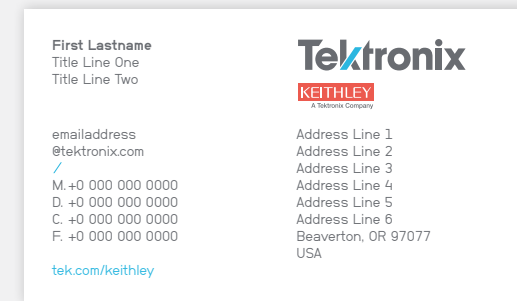 First Lastname
Title Line One
Title Line Two
Tektronix
KEITHLEY
A Tektronix Company
emailaddress
@tektronix.com
/
M. +0 000 000 0000
D. +0 000 000 0000
C. +0 000 000 0000
F. +0 000 000 0000
tek.com/keithley
Address Line 1
Address Line 2
Address Line 3
Address Line 4
Address Line 5
Address Line 6
Beaverton, OR 97077
USA